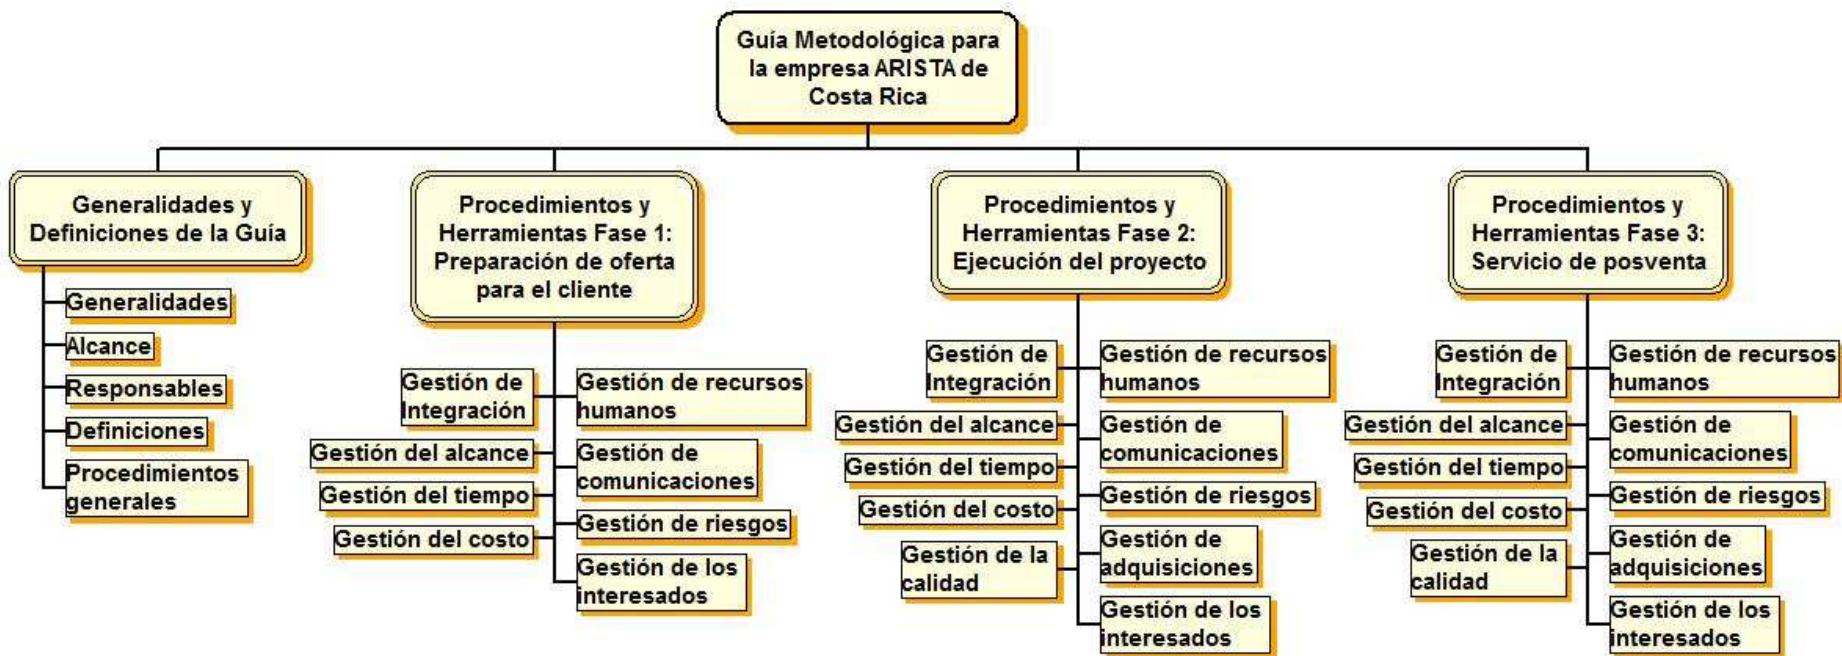 Guía Metodológica para
la empresa ARISTA de
Costa Rica
Generalidades y
Definiciones de la Guía
Generalidades
Alcance
Responsables
Definiciones
Procedimientos
generales
Procedimientos y
Herramientas Fase 1:
Preparación de oferta
para el cliente
Gestión de
Integración
Gestión del alcance
Gestión del tiempo
Gestión del costo
Gestión de recursos
humanos
Gestión de
comunicaciones
Gestión de riesgos
Gestión de los
interesados
Procedimientos y
Herramientas Fase 2:
Ejecución del proyecto
Gestión de
Integración
Gestión del alcance
Gestión del tiempo
Gestión del costo
Gestión de la
calidad
Gestión de recursos
humanos
Gestión de
comunicaciones
Gestión de riesgos
Gestión de
adquisiciones
Gestión de los
interesados
Procedimientos y
Herramientas Fase 3:
Servicio de posventa
Gestión de
Integración
Gestión del alcance
Gestión del tiempo
Gestión del costo
Gestión de la
calidad
Gestión de recursos
humanos
Gestión de
comunicaciones
Gestión de riesgos
Gestión de
adquisiciones
Gestión de los
interesados